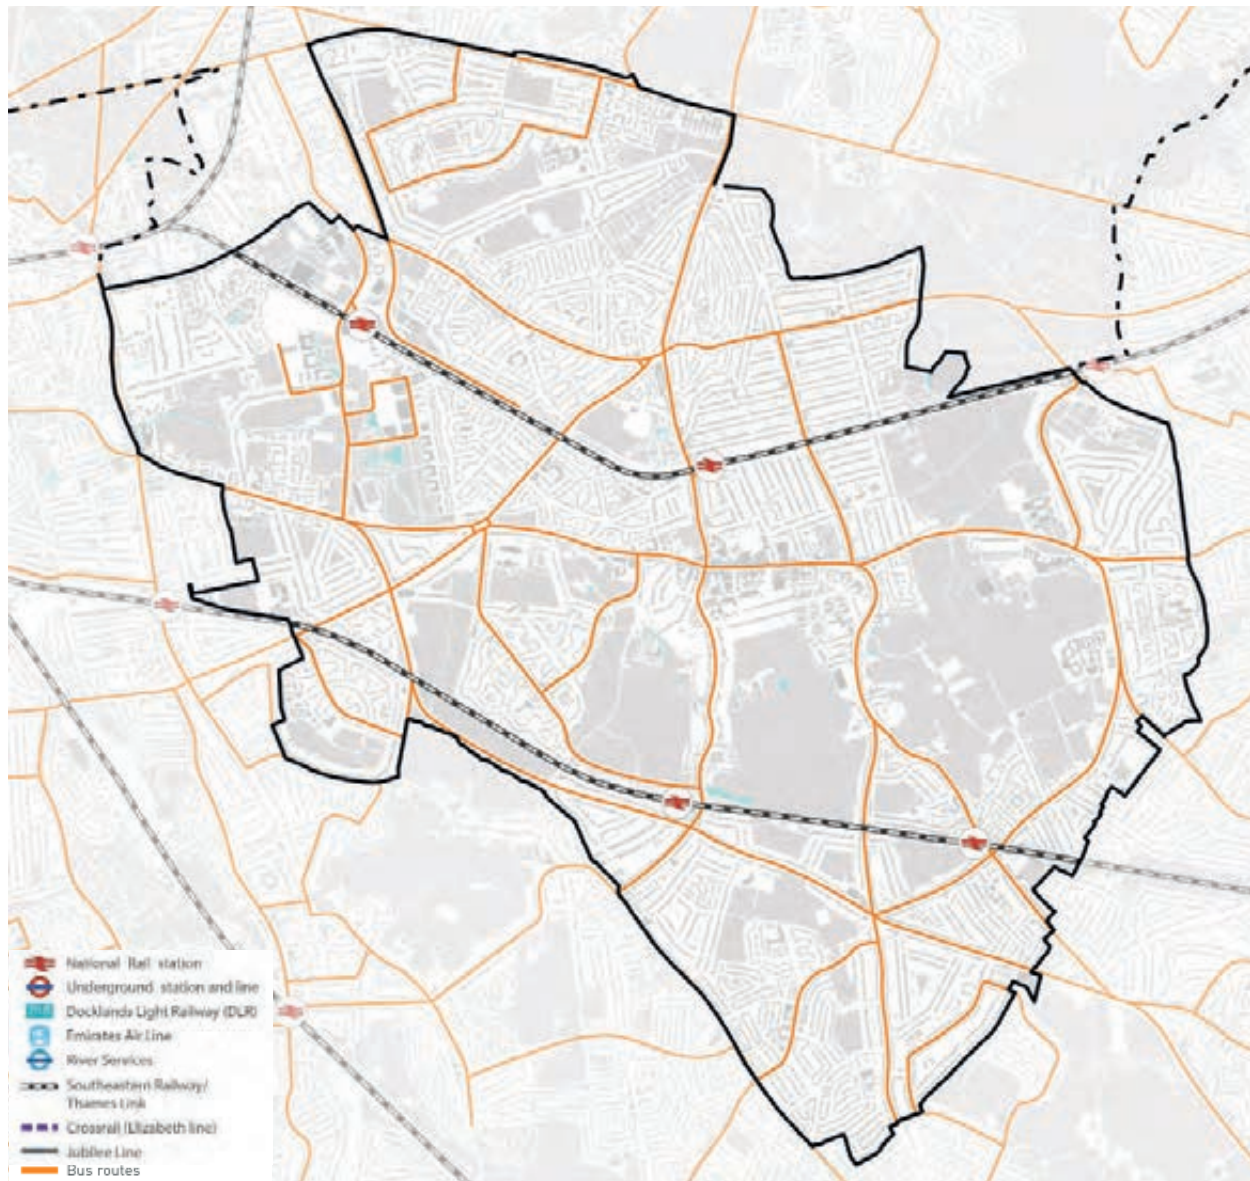 National Rail station
Underground station and line
Docklands Light Railway (DLR)
Emirates Air Line
River Services
Southeastern Railway/
Thames Link
Crossrail (Elizabeth line)
Jubilee Line
Bus routes